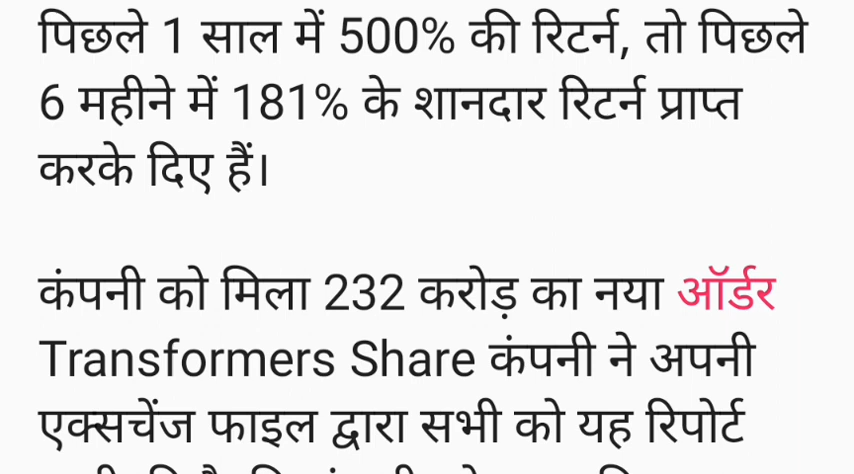 पिछले 1 साल में 500% की रिटर्न, तो पिछले
6 महीने में 181% के शानदार रिटर्न प्राप्त
करके दिए हैं।
कंपनी को मिला 232 करोड़ का नया ऑर्डर
Transformers Share कंपनी ने अपनी
एक्सचेंज फाइल द्वारा सभी को यह रिपोर्ट